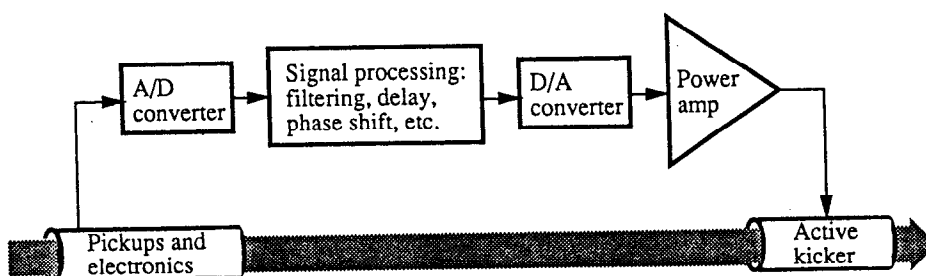 A/D
converter
Signal processing:
filtering, delay,
phase shift, etc.
D/A
converter
Power
amp
Pickups and
electronics
Active
kicker